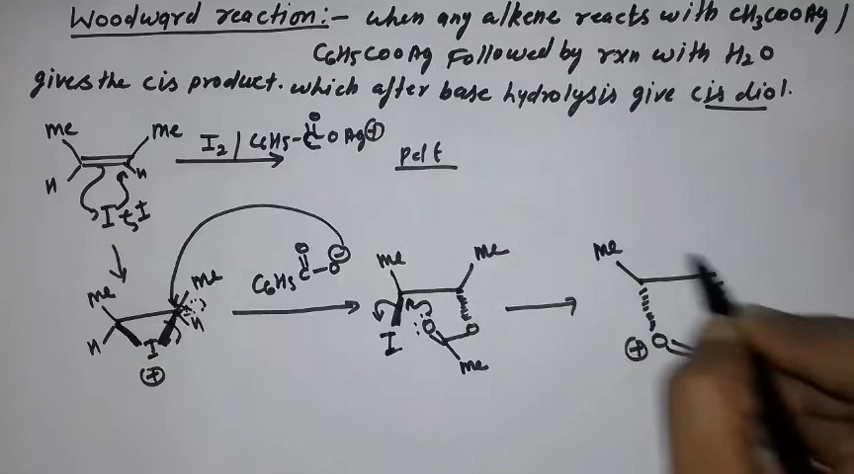 Woodward reaction:- when any alkene reacts with CH3COOAg /
C6H5COOAg followed by rxn with H2O
gives the cis product. which after base hydrolysis give cis diol.
Me Me
H H
I2 / C6H5-C O Ag ⊕
O
I I
Me Me
H H
I
⊕
C6H5 C-O
O ⊖
Me Me
I O O
Me
Me
⊕ O